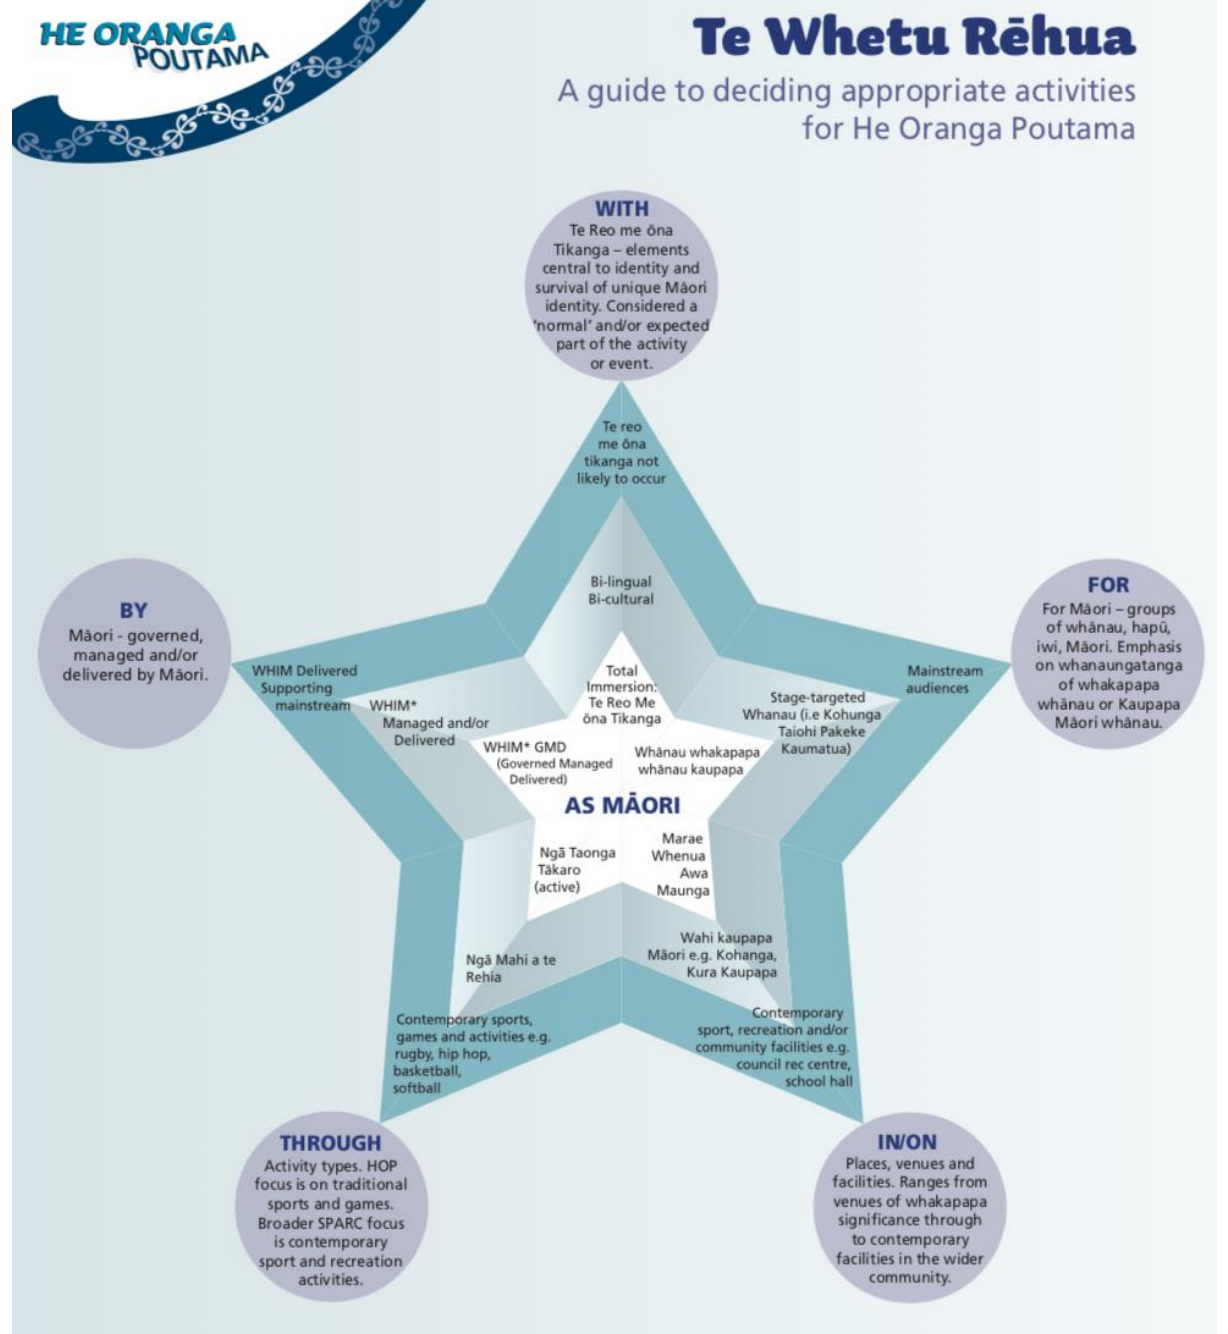 HE ORANGA
POUTAMA
Te Whetu Rēhua
A guide to deciding appropriate activities
for He Oranga Poutama
WITH
Te Reo me ōna
Tikanga – elements
central to identity and
survival of unique Māori
identity. Considered a
'normal' and/or expected
part of the activity
or event.
Te reo
me ōna
tikanga not
likely to occur
Bi-lingual
Bi-cultural
Total
Immersion:
Te Reo Me
ōna Tikanga
BY
Māori - governed,
managed and/or
delivered by Māori.
WHIM Delivered
Supporting
mainstream
WHIM*
Managed and/or
Delivered
WHIM* GMD
(Governed Managed
Delivered)
FOR
For Māori – groups
of whānau, hapū,
iwi, Māori. Emphasis
on whanaungatanga
of whakapapa
whānau or Kaupapa
Māori whānau.
Mainstream
audiences
Stage-targeted
Whanau (i.e Kohunga
Taiohi Pakeke
Kaumatua)
Whānau whakapapa
whānau kaupapa
AS MĀORI
Ngā Taonga
Tākaro
(active)
Marae
Whenua
Awa
Maunga
Ngā Mahi a te
Rehia
Wahi kaupapa
Māori e.g. Kohanga,
Kura Kaupapa
Contemporary sports,
games and activities e.g.
rugby, hip hop,
basketball,
softball
Contemporary
sport, recreation and/or
community facilities e.g.
council rec centre,
school hall
THROUGH
Activity types. HOP
focus is on traditional
sports and games.
Broader SPARC focus
is contemporary
sport and recreation
activities.
IN/ON
Places, venues and
facilities. Ranges from
venues of whakapapa
significance through
to contemporary
facilities in the wider
community.